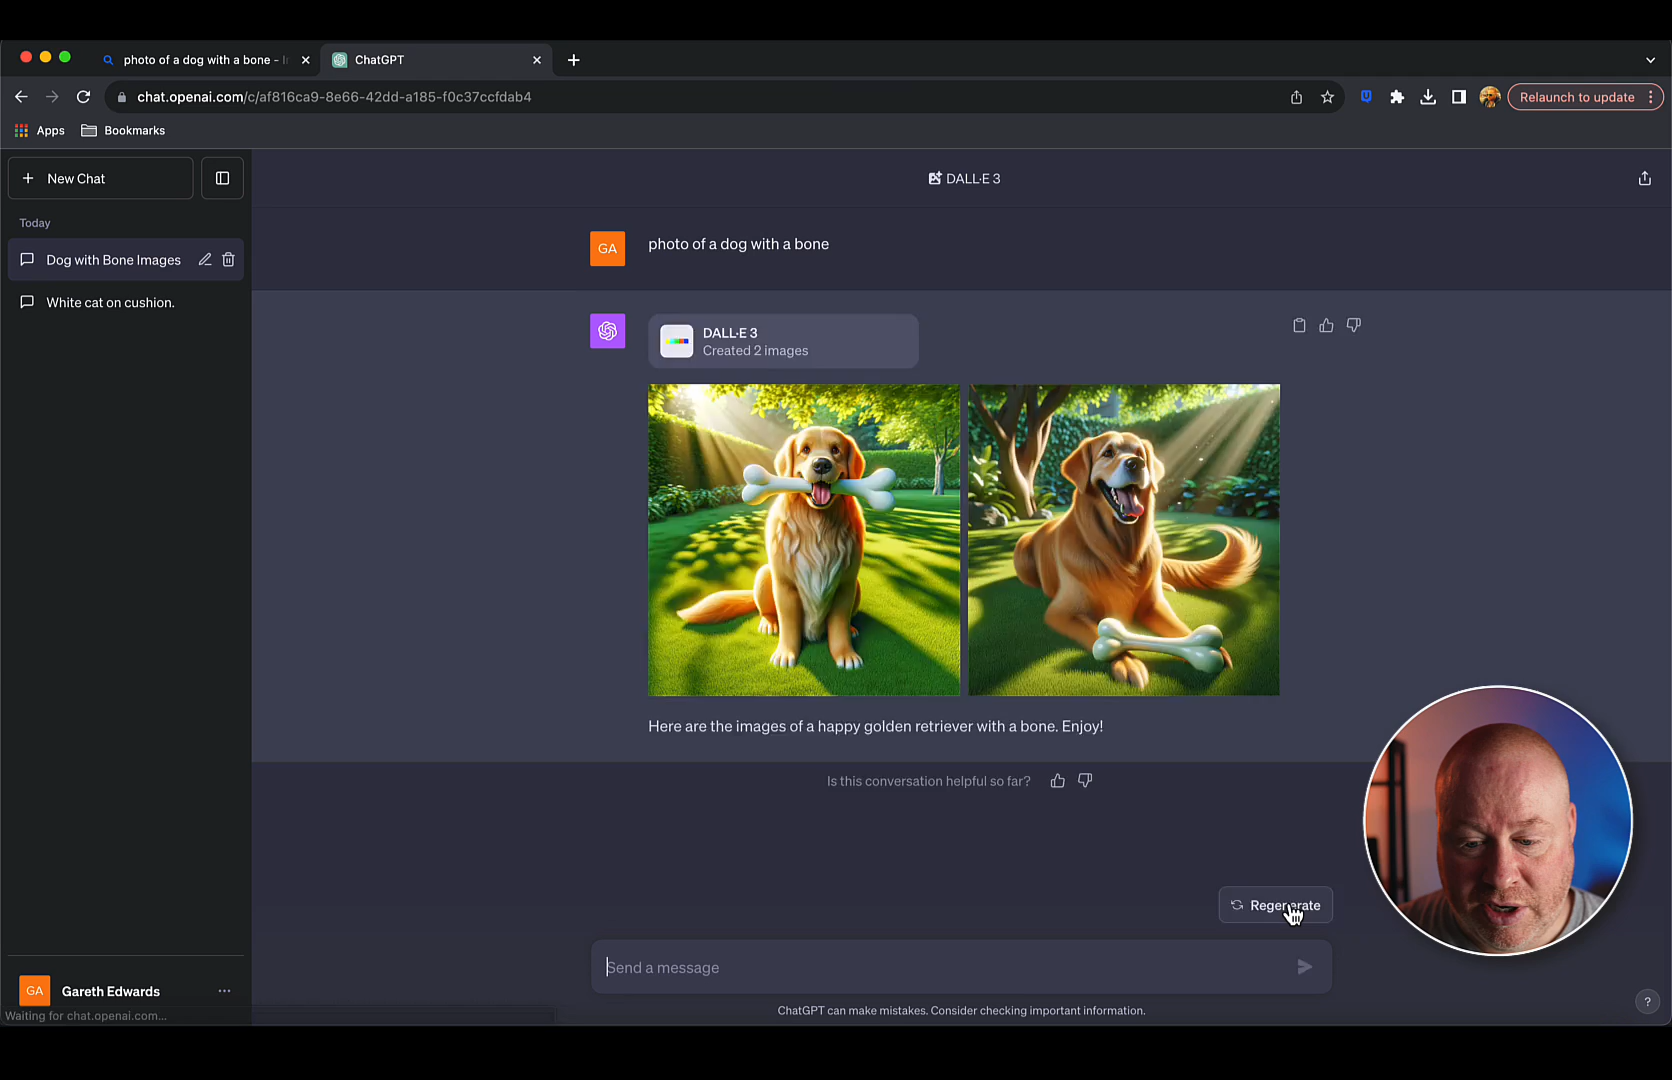 photo of a dog with a bone - I
ChatGPT
chat.openai.com/c/af816ca9-8e66-42dd-a185-f0c37ccfdab4
Relaunch to update
Apps
Bookmarks
New Chat
DALL·E 3
Today
GA
photo of a dog with a bone
Dog with Bone Images
White cat on cushion.
DALL·E 3
Created 2 images
Here are the images of a happy golden retriever with a bone. Enjoy!
Is this conversation helpful so far?
Regenerate
Send a message
GA
Gareth Edwards
Waiting for chat.openai.com...
ChatGPT can make mistakes. Consider checking important information.
?